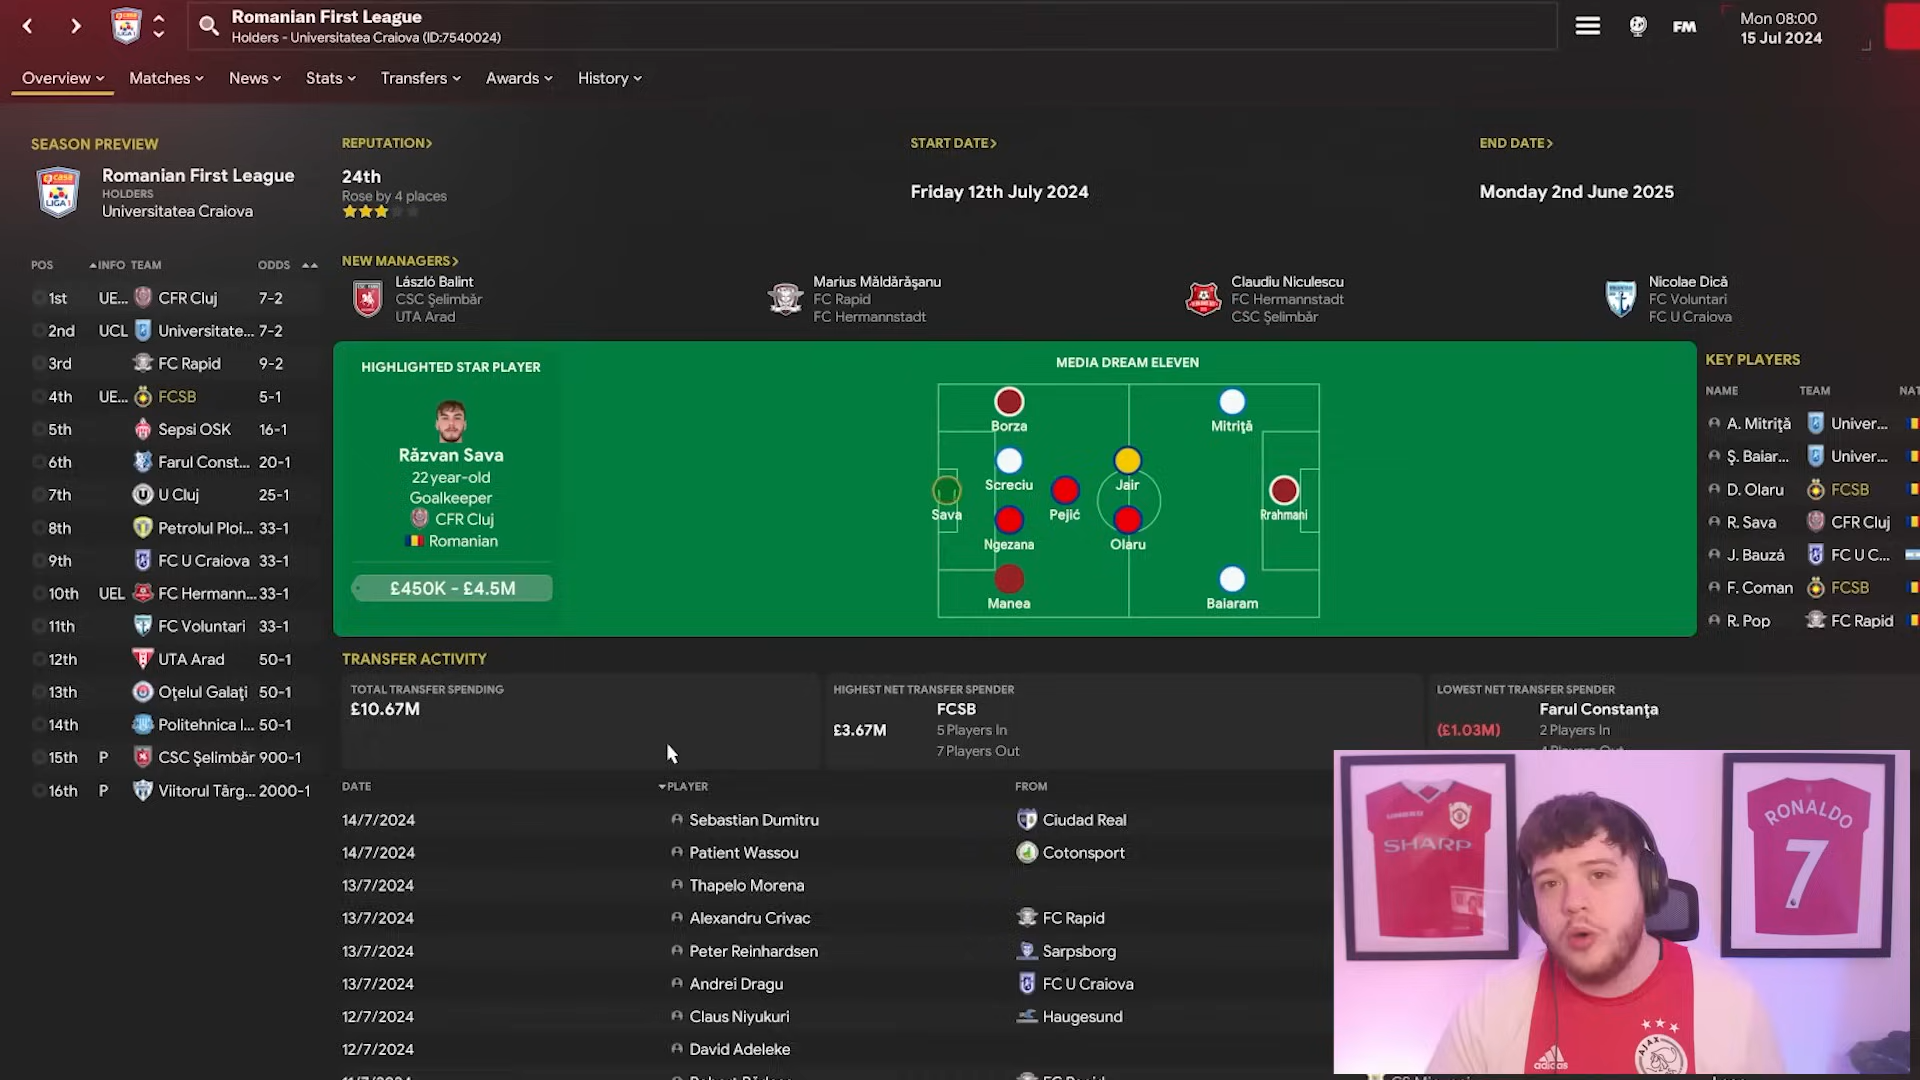 Romanian First League
Holders - Universitatea Craiova (ID:7540024)
FM
Mon 08:00
15 Jul 2024
Overview
Matches
News
Stats
Transfers
Awards
History
SEASON PREVIEW
Romanian First League
HOLDERS
Universitatea Craiova
REPUTATION>
24th
Rose by 4 places
START DATE>
Friday 12th July 2024
END DATE>
Monday 2nd June 2025
POS INFO TEAM ODDS
1st UE... CFR Cluj 7-2
2nd UCL Universitate... 7-2
3rd FC Rapid 9-2
4th UE... FCSB 5-1
5th Sepsi OSK 16-1
6th Farul Const... 20-1
7th U Cluj 25-1
8th Petrolul Ploi... 33-1
9th FC U Craiova 33-1
10th UEL FC Hermann... 33-1
11th FC Voluntari 33-1
12th UTA Arad 50-1
13th Oţelul Galaţi 50-1
14th Politehnica I... 50-1
15th P CSC Şelimbăr 900-1
16th P Viitorul Târg... 2000-1
NEW MANAGERS>
László Balint
CSC Şelimbăr
UTA Arad
Marius Măldărăşanu
FC Rapid
FC Hermannstadt
Claudiu Niculescu
FC Hermannstadt
CSC Şelimbăr
Nicolae Dică
FC Voluntari
FC U Craiova
HIGHLIGHTED STAR PLAYER
Răzvan Sava
22 year-old
Goalkeeper
CFR Cluj
Romanian
£450K - £4.5M
MEDIA DREAM ELEVEN
Borza
Mitriţă
Screciu
Jair
Sava
Pejić
Rrahmani
Ngezana
Olaru
Manea
Baiaram
KEY PLAYERS
NAME TEAM NAT
A. Mitriţă Univer...
Ş. Baiar... Univer...
D. Olaru FCSB
R. Sava CFR Cluj
J. Bauzá FC U C...
F. Coman FCSB
R. Pop FC Rapid
TRANSFER ACTIVITY
TOTAL TRANSFER SPENDING
£10.67M
HIGHEST NET TRANSFER SPENDER
FCSB
£3.67M
5 Players In
7 Players Out
LOWEST NET TRANSFER SPENDER
Farul Constanţa
(£1.03M)
2 Players In
DATE PLAYER FROM
14/7/2024 Sebastian Dumitru Ciudad Real
14/7/2024 Patient Wassou Cotonsport
13/7/2024 Thapelo Morena
13/7/2024 Alexandru Crivac FC Rapid
13/7/2024 Peter Reinhardsen Sarpsborg
13/7/2024 Andrei Dragu FC U Craiova
12/7/2024 Claus Niyukuri Haugesund
12/7/2024 David Adeleke
UMBRO
SHARP
RONALDO
7
adidas
AJAX